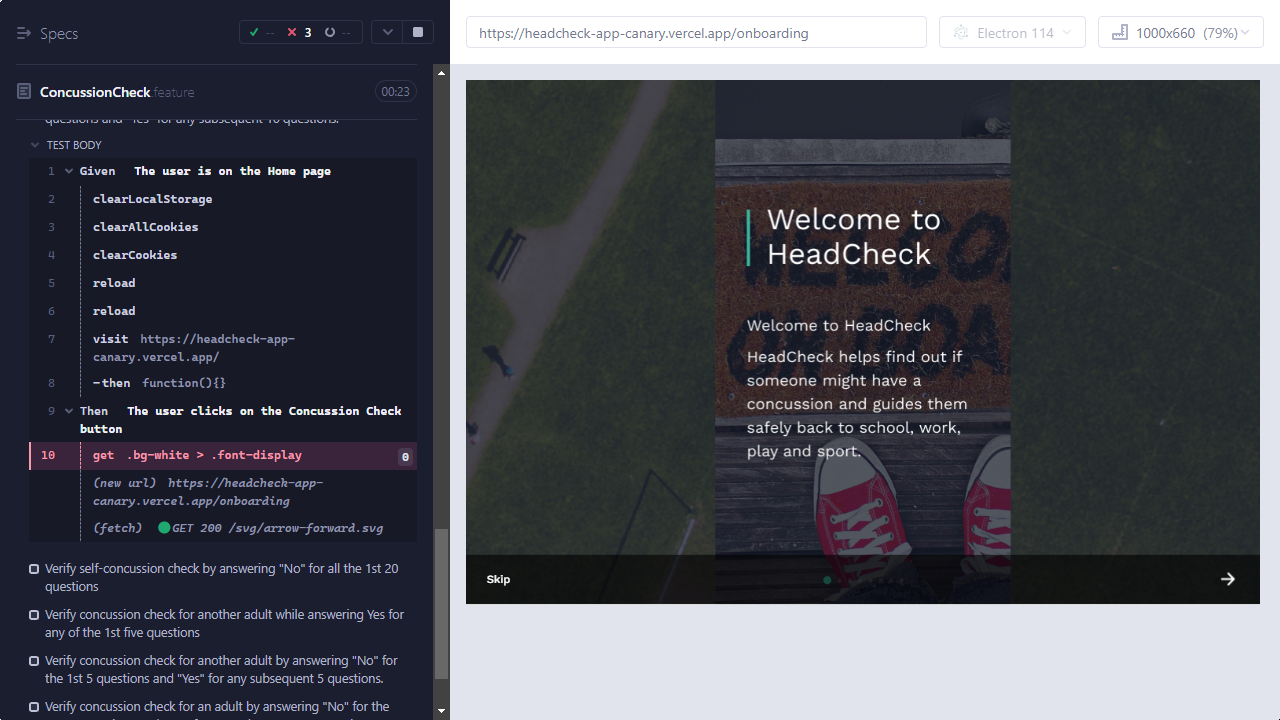 Specs
-- 3 --
ConcussionCheck feature
00:23
questions and "Yes" for any subsequent 10 questions.
TEST BODY
1 Given The user is on the Home page
2 clearLocalStorage
3 clearAllCookies
4 clearCookies
5 reload
6 reload
7 visit https://headcheck-app-
canary.vercel.app/
8 -then function(){}
9 Then The user clicks on the Concussion Check
button
10 get .bg-white > .font-display 0
(new url) https://headcheck-app-
canary.vercel.app/onboarding
(fetch) GET 200 /svg/arrow-forward.svg
Verify self-concussion check by answering "No" for all the 1st 20
questions
Verify concussion check for another adult while answering Yes for
any of the 1st five questions
Verify concussion check for another adult by answering "No" for
the 1st 5 questions and "Yes" for any subsequent 5 questions.
Verify concussion check for an adult by answering "No" for the
https://headcheck-app-canary.vercel.app/onboarding
Electron 114
1000x660 (79%)
Welcome to
HeadCheck
Welcome to HeadCheck
HeadCheck helps find out if
someone might have a
concussion and guides them
safely back to school, work,
play and sport.
Skip